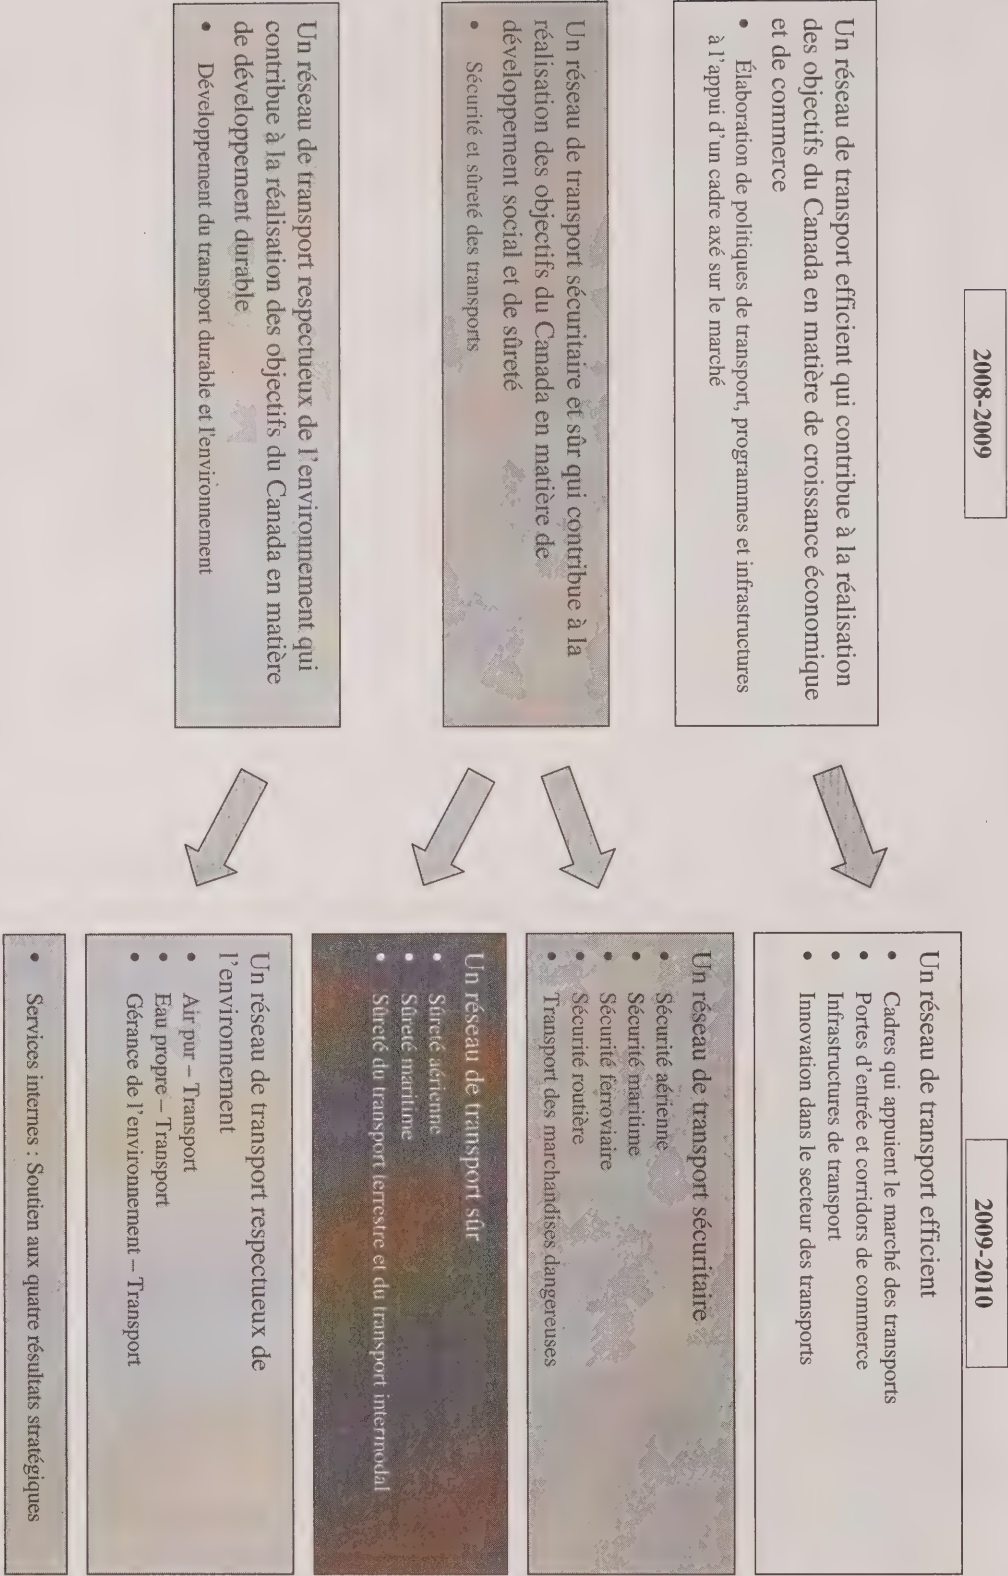 2008-2009
Un réseau de transport efficient qui contribue à la réalisation
des objectifs du Canada en matière de croissance économique
et de commerce
• Élaboration de politiques de transport, programmes et infrastructures
à l'appui d'un cadre axé sur le marché
Un réseau de transport sécuritaire et sûr qui contribue à la
réalisation des objectifs du Canada en matière de
développement social et de sûreté
• Sécurité et sûreté des transports
Un réseau de transport respectueux de l'environnement qui
contribue à la réalisation des objectifs du Canada en matière
de développement durable
• Développement du transport durable et l'environnement
2009-2010
Un réseau de transport efficient
• Cadres qui appuient le marché des transports
• Portes d'entrée et corridors de commerce
• Infrastructures de transport
• Innovation dans le secteur des transports
Un réseau de transport sécuritaire
• Sécurité aérienne
• Sécurité maritime
• Sécurité ferroviaire
• Sécurité routière
• Transport des marchandises dangereuses
Un réseau de transport sûr
• Sûreté aérienne
• Sûreté maritime
• Sûreté du transport terrestre et du transport intermodal
Un réseau de transport respectueux de
l'environnement
• Air pur – Transport
• Eau propre – Transport
• Gérance de l'environnement – Transport
• Services internes : Soutien aux quatre résultats stratégiques